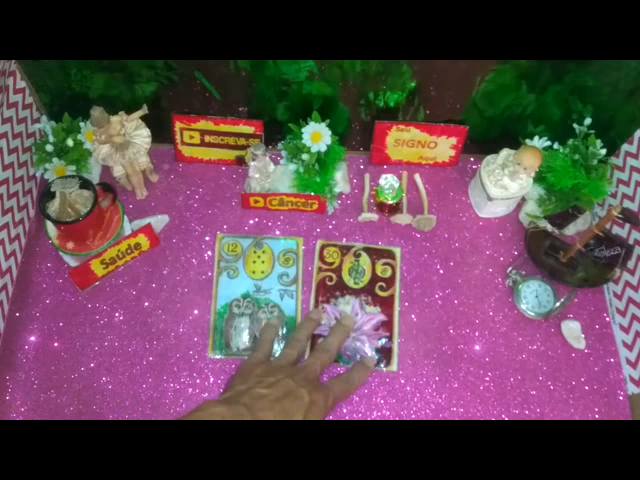 INSCREVA-SE
Seu
SIGNO
Aqui
Câncer
Saúde
12
30